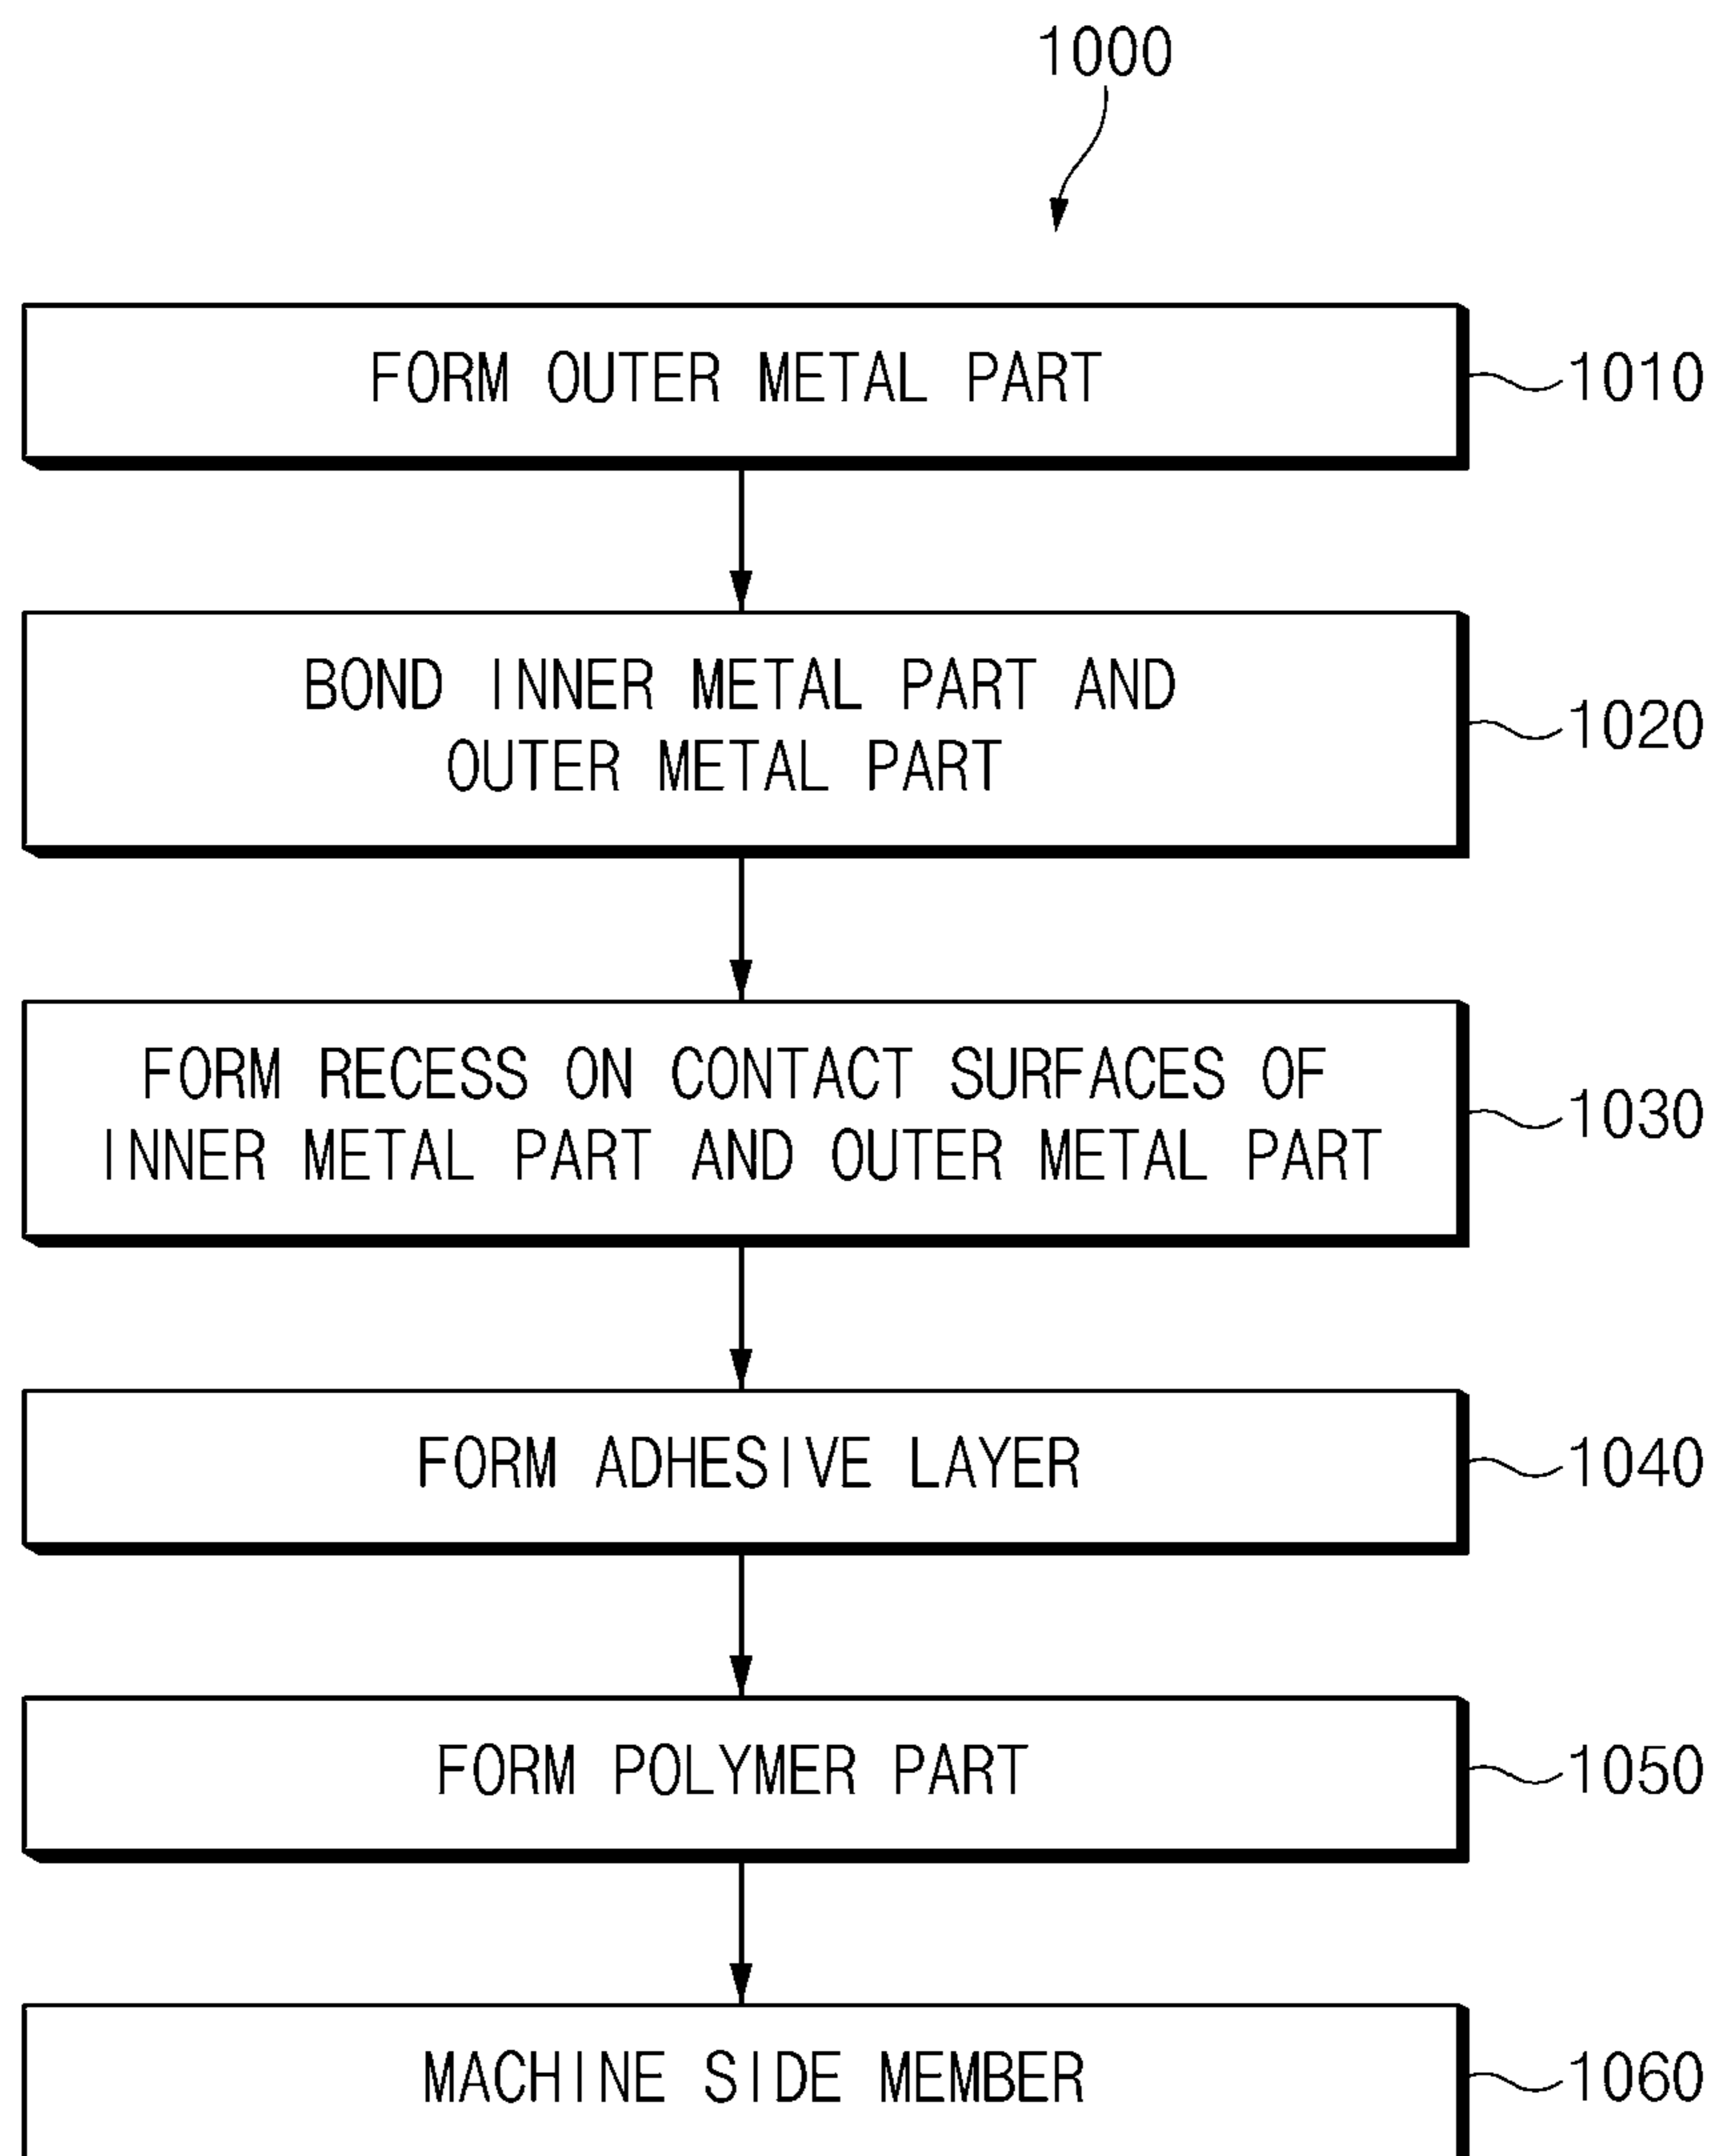 1000
FORM OUTER METAL PART
1010
BOND INNER METAL PART AND
OUTER METAL PART
1020
FORM RECESS ON CONTACT SURFACES OF
INNER METAL PART AND OUTER METAL PART
1030
FORM ADHESIVE LAYER
1040
FORM POLYMER PART
1050
MACHINE SIDE MEMBER
1060